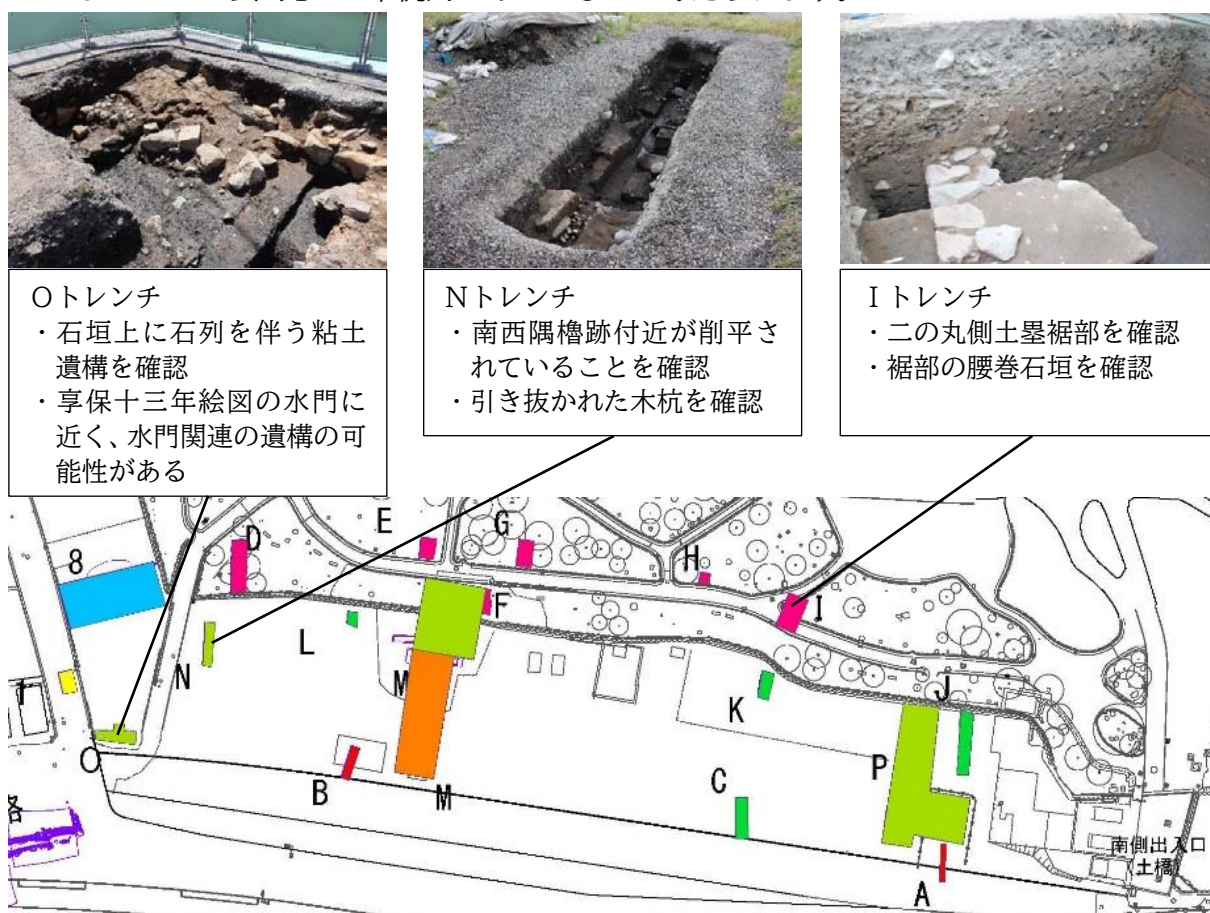 Oトレンチ
・石垣上に石列を伴う粘土
遺構を確認
・享保十三年絵図の水門に
近く、水門関連の遺構の可
能性がある
Nトレンチ
・南西隅櫓跡付近が削平さ
れていることを確認
・引き抜かれた木杭を確認
Iトレンチ
・二の丸側土塁裾部を確認
・裾部の腰巻石垣を確認
8
D
E
G
H
F
I
L
N
M
K
J
O
B
M
C
P
A
南側出入口
(土橋)